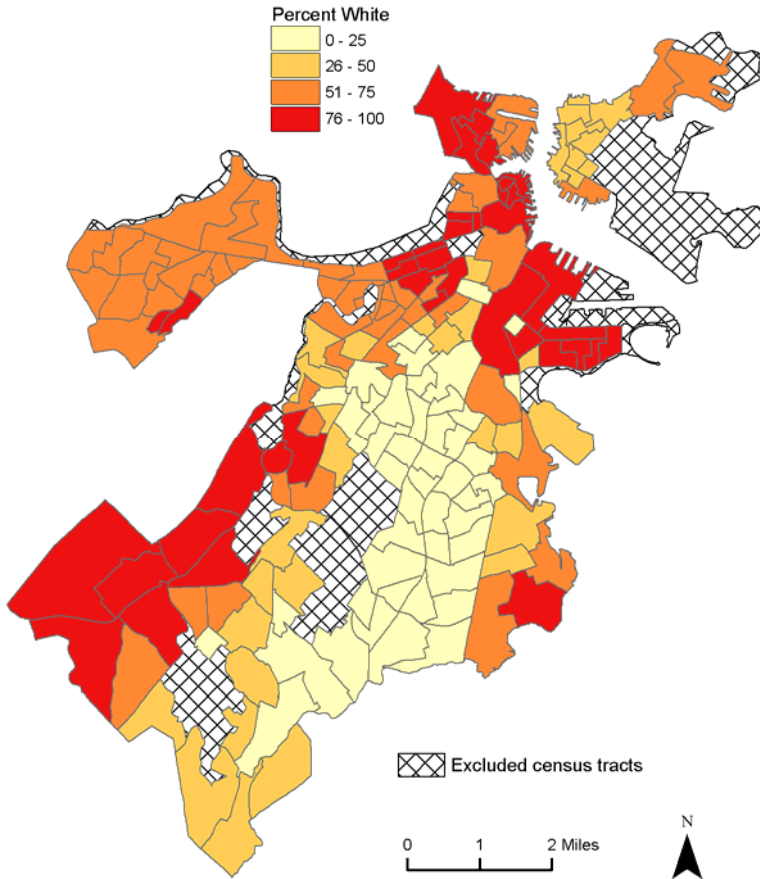 Percent White
0 - 25
26 - 50
51 - 75
76 - 100
Excluded census tracts
0 1 2 Miles
N